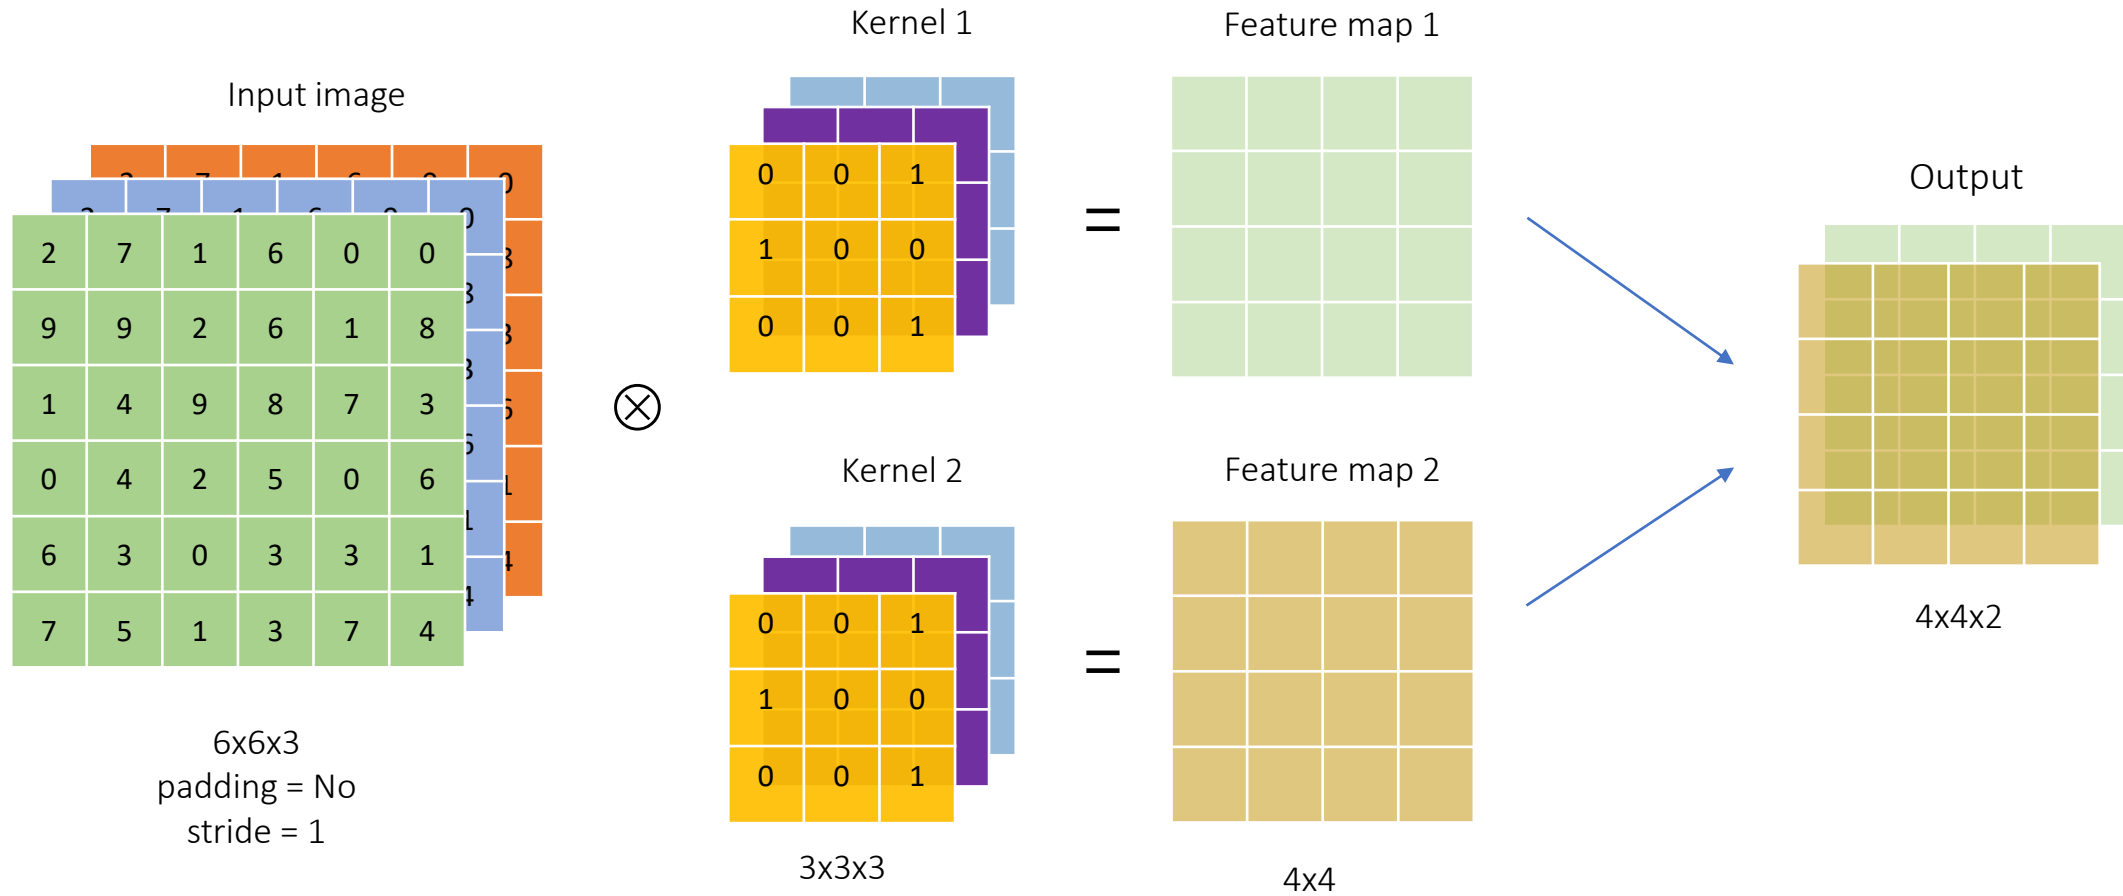 Kernel 1
Feature map 1
Input image
Output
0 0 1
1 0 0
0 0 1
=
2 7 1 6 0 0
9 9 2 6 1 8
1 4 9 8 7 3
0 4 2 5 0 6
6 3 0 3 3 1
7 5 1 3 7 4
Kernel 2
Feature map 2
0 0 1
1 0 0
0 0 1
=
4x4x2
6x6x3
padding = No
stride = 1
3x3x3
4x4